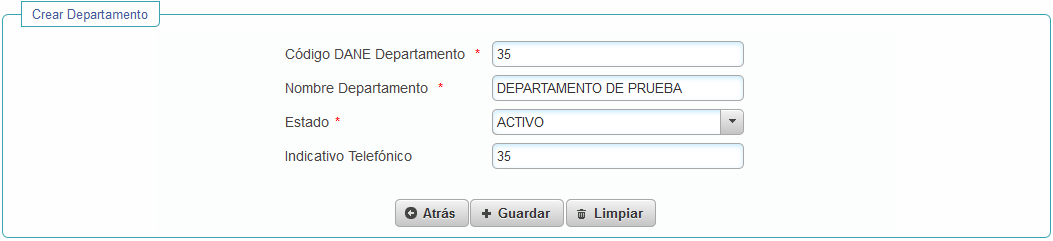 Crear Departamento
Código DANE Departamento * 35
Nombre Departamento * DEPARTAMENTO DE PRUEBA
Estado * ACTIVO
Indicativo Telefónico 35
Atrás Guardar Limpiar